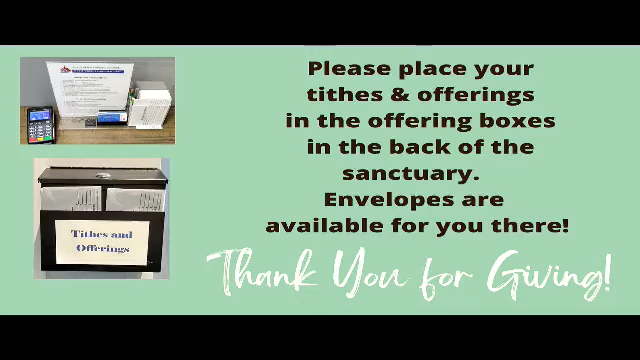 Please place your
tithes & offerings
in the offering boxes
in the back of the
sanctuary.
Envelopes are
available for you there!
Thank You for Giving!
Tithes and
Offerings